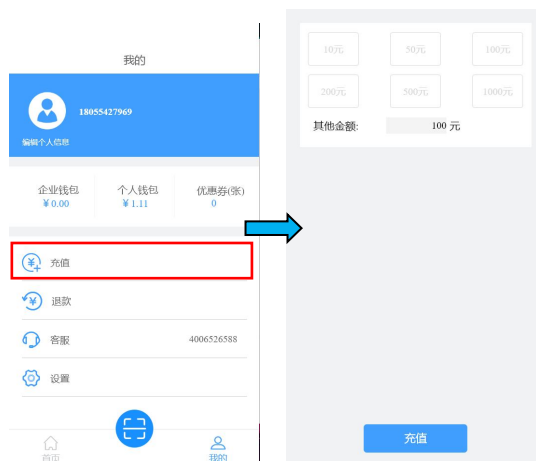 我的
18055427969
编辑个人信息
企业钱包
个人钱包
优惠券(张)
¥ 0.00
¥ 1.11
0
充值
退款
客服
4006526588
设置
首页
我的
10元
50元
100元
200元
500元
1000元
其他金额:
100 元
充值